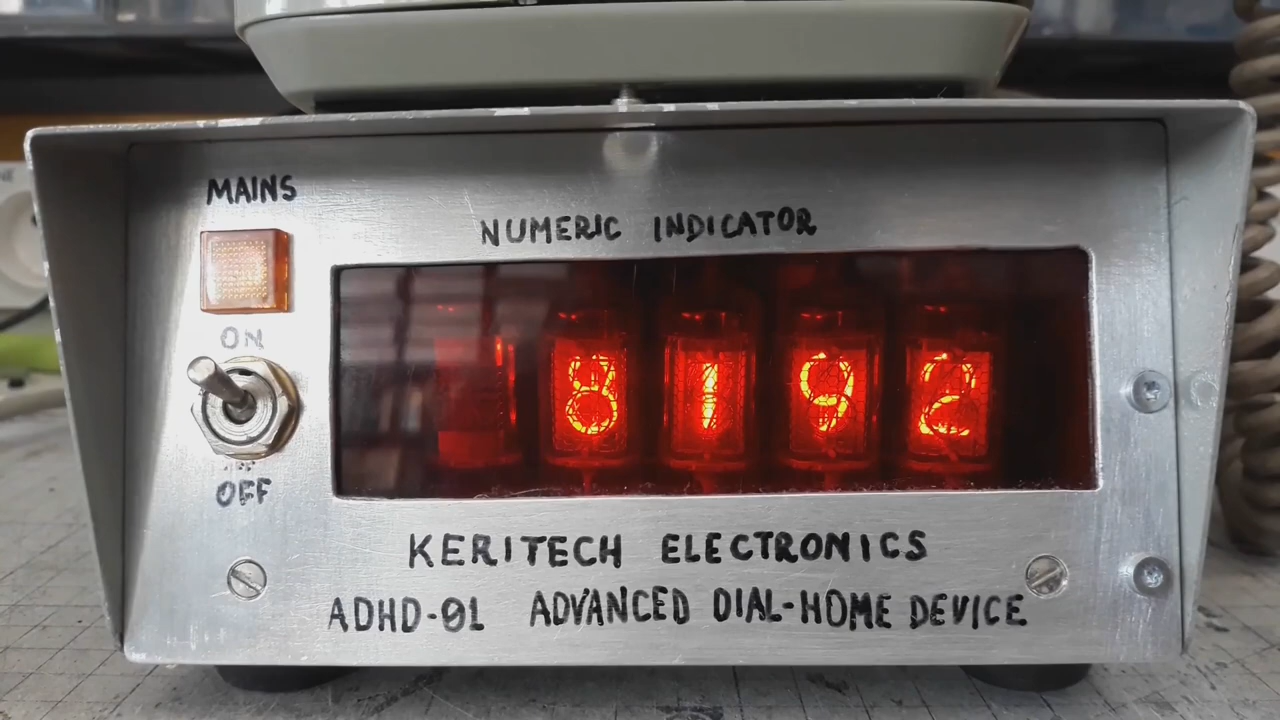 MAINS
NUMERIC INDICATOR
ON
8192
OFF
KERITECH ELECTRONICS
ADHD-01 ADVANCED DIAL-HOME DEVICE